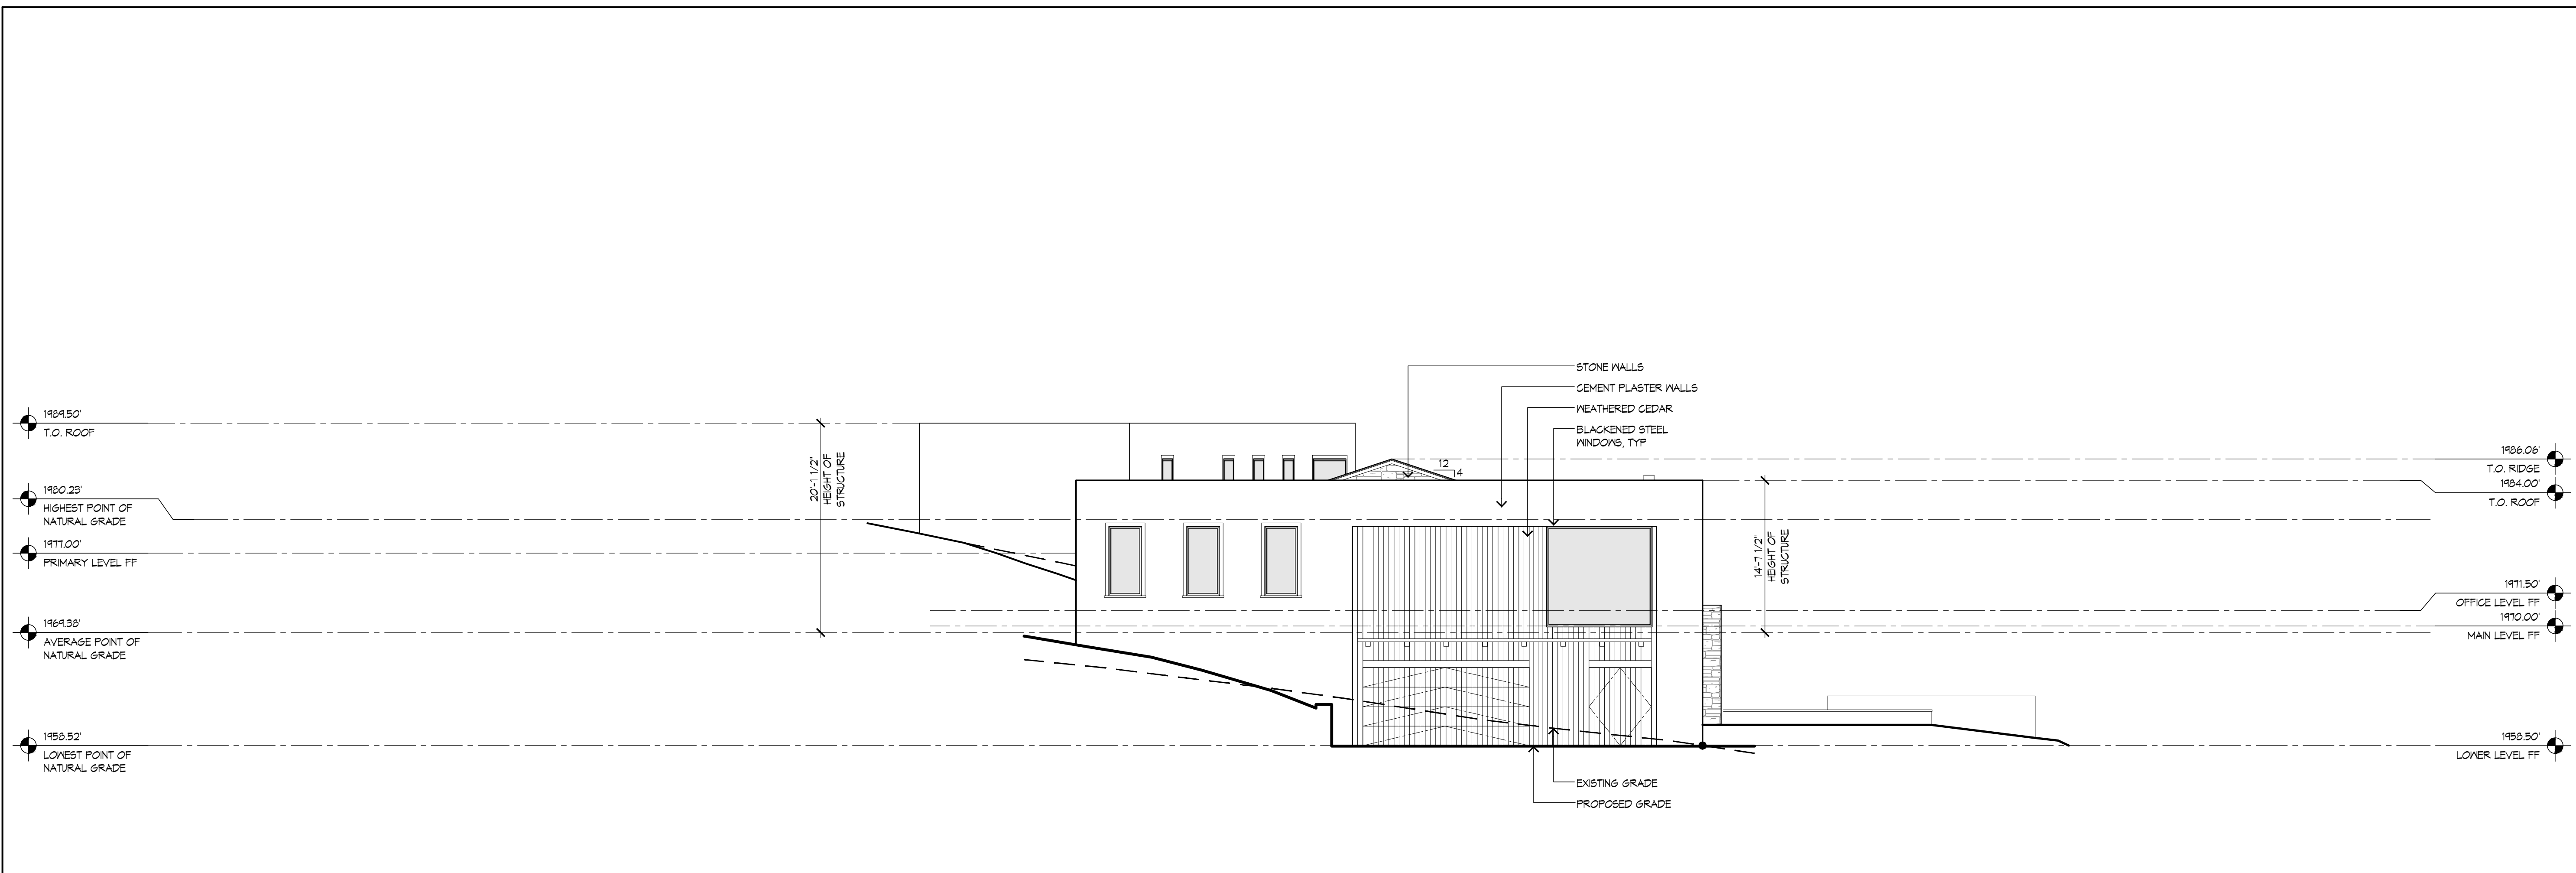 STONE WALLS
CEMENT PLASTER WALLS
WEATHERED CEDAR
BLACKENED STEEL
WINDOWS, TYP
1989.50'
T.O. ROOF
1980.23'
HIGHEST POINT OF
NATURAL GRADE
1977.00'
PRIMARY LEVEL FF
1969.38'
AVERAGE POINT OF
NATURAL GRADE
1958.52'
LOWEST POINT OF
NATURAL GRADE
20'-1 1/2"
HEIGHT OF
STRUCTURE
12
4
14'-7 1/2"
HEIGHT OF
STRUCTURE
1986.06'
T.O. RIDGE
1984.00'
T.O. ROOF
1971.50'
OFFICE LEVEL FF
1970.00'
MAIN LEVEL FF
1958.50'
LOWER LEVEL FF
EXISTING GRADE
PROPOSED GRADE